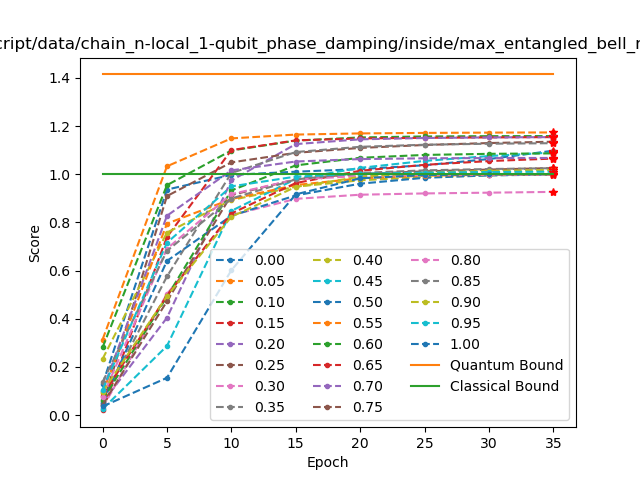 cript/data/chain_n-local_1-qubit_phase_damping/inside/max_entangled_bell_r
Score
1.4
1.2
1.0
0.8
0.6
0.4
0.2
0.0
0 5 10 15 20 25 30 35
Epoch
0.00 0.40 0.80
0.05 0.45 0.85
0.10 0.50 0.90
0.15 0.55 0.95
0.20 0.60 1.00
0.25 0.65 Quantum Bound
0.30 0.70 Classical Bound
0.35 0.75